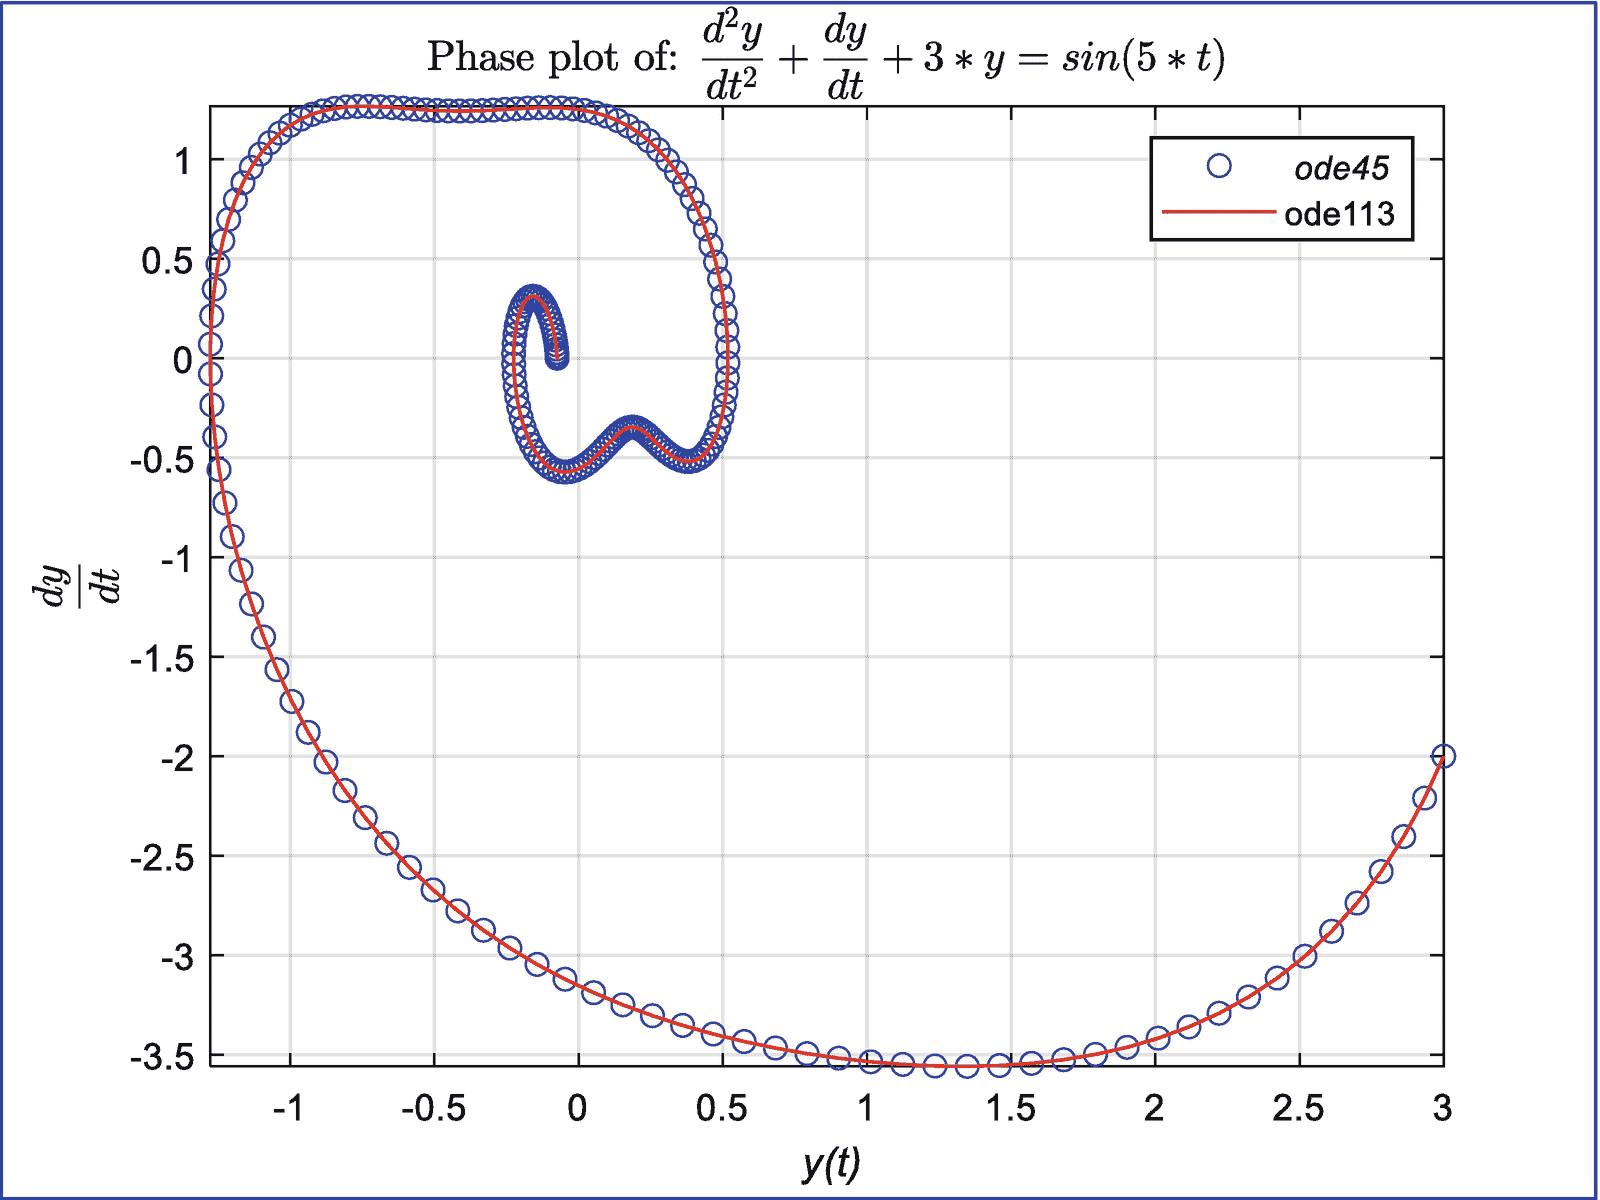 Phase plot of: d²y/dt² + dy/dt + 3 * y = sin(5 * t)
ode45
ode113
1
0.5
0
-0.5
-1
-1.5
-2
-2.5
-3
-3.5
dy/dt
-1 -0.5 0 0.5 1 1.5 2 2.5 3
y(t)